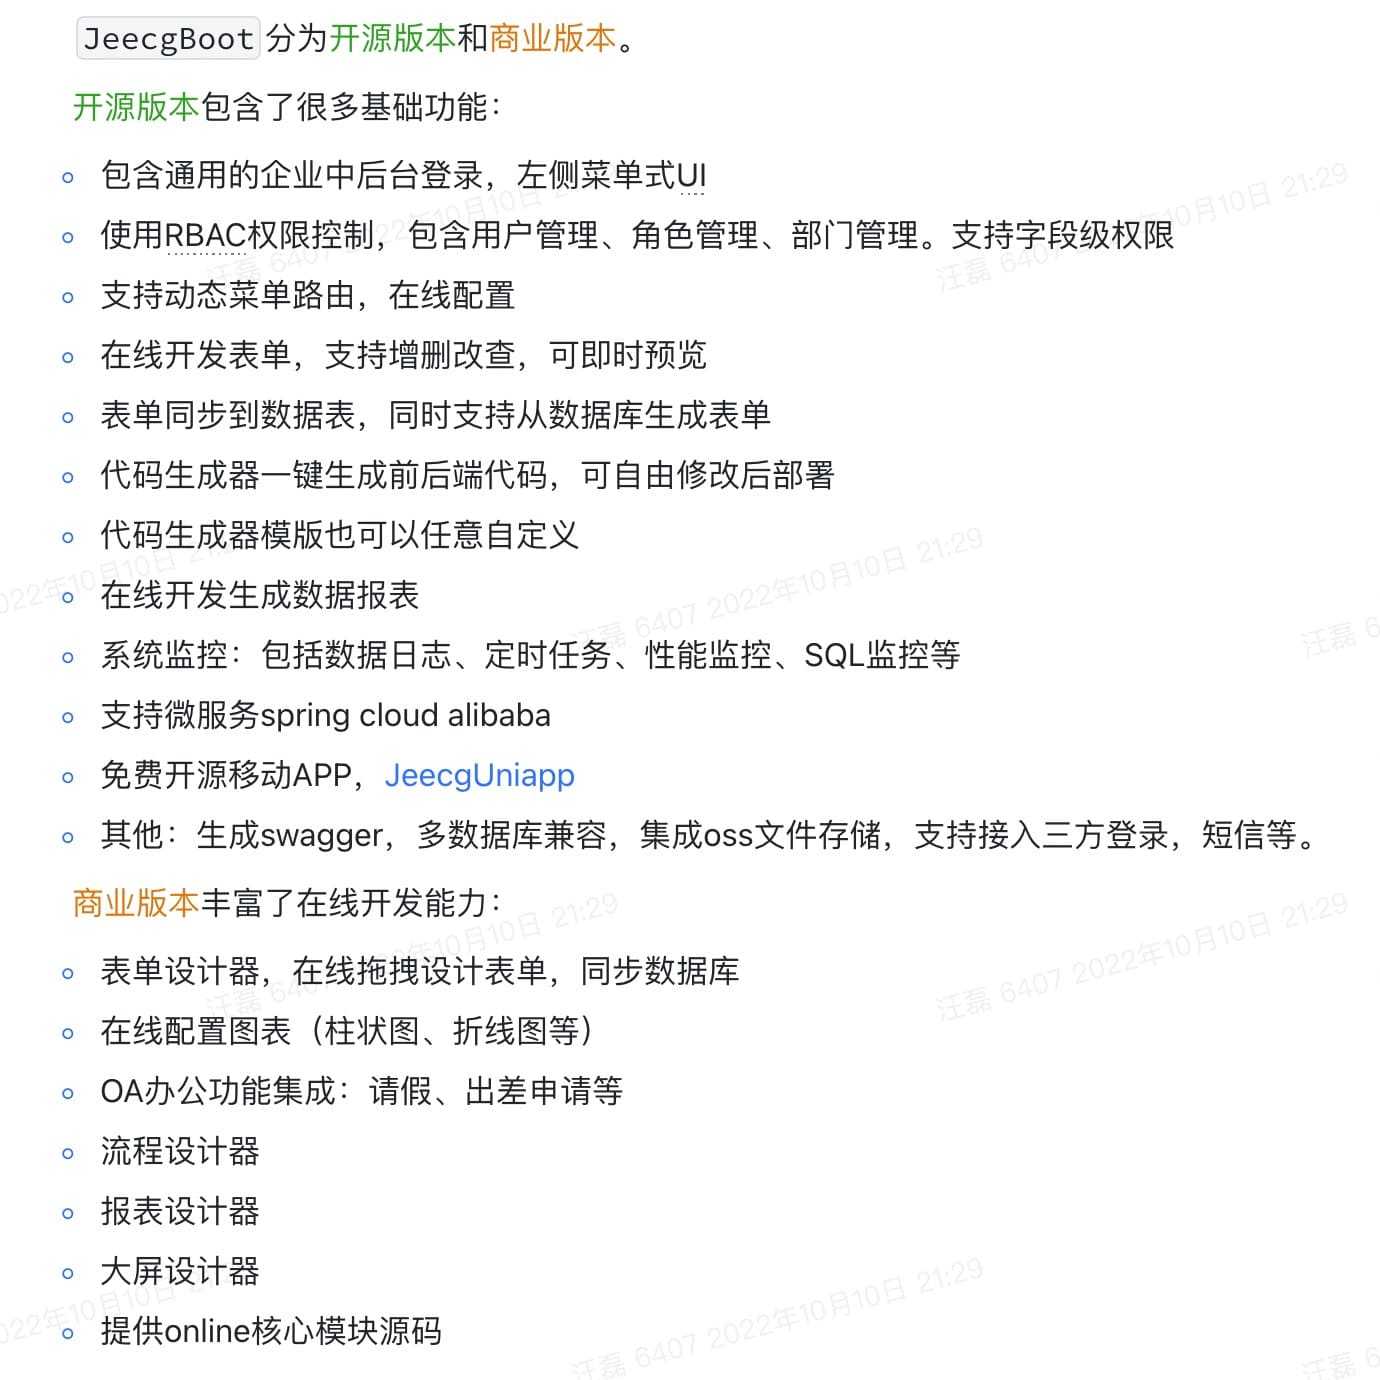 JeecgBoot 分为开源版本和商业版本。
开源版本包含了很多基础功能：
包含通用的企业中后台登录，左侧菜单式UI
使用RBAC权限控制，包含用户管理、角色管理、部门管理。支持字段级权限
支持动态菜单路由，在线配置
在线开发表单，支持增删改查，可即时预览
表单同步到数据表，同时支持从数据库生成表单
代码生成器一键生成前后端代码，可自由修改后部署
代码生成器模版也可以任意自定义
在线开发生成数据报表
系统监控：包括数据日志、定时任务、性能监控、SQL监控等
支持微服务spring cloud alibaba
免费开源移动APP，JeecgUniapp
其他：生成swagger，多数据库兼容，集成oss文件存储，支持接入三方登录，短信等。
商业版本丰富了在线开发能力：
表单设计器，在线拖拽设计表单，同步数据库
在线配置图表（柱状图、折线图等）
OA办公功能集成：请假、出差申请等
流程设计器
报表设计器
大屏设计器
提供online核心模块源码
汪磊 6407 2022年10月10日 21:29